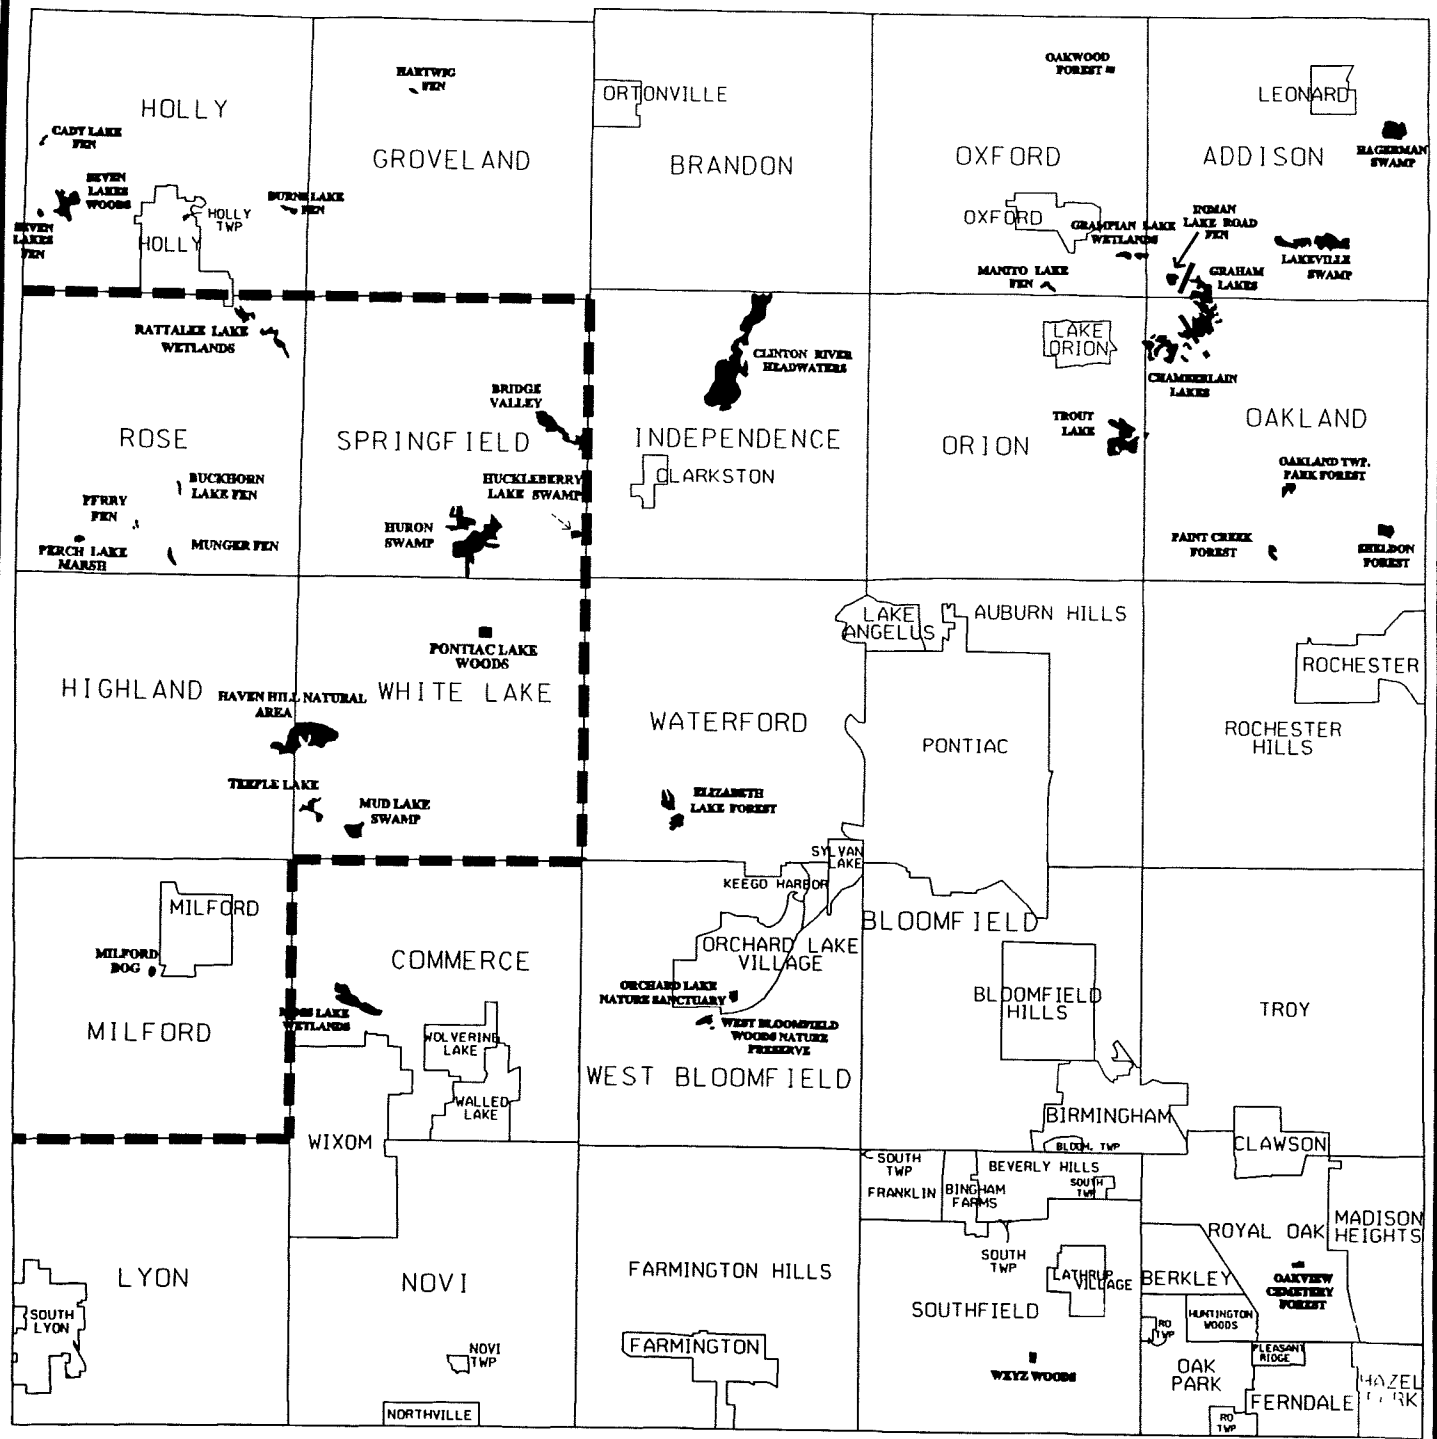 HARTWIG
FEN
HOLLY
CADY LAKE
FEN
GROVELAND
SEVEN
LAKES
WOODS
HOLLY
TWP
HOLLY
SEVEN
LAKES
FEN
BURNS LAKE
FEN
ORTONVILLE
BRANDON
OAKWOOD
FOREST
OXFORD
OXFORD
GRAMPIAN LAKE
WETLANDS
MANITO LAKE
FEN
LEONARD
HAGERMAN
SWAMP
ADDISON
INMAN
LAKE ROAD
FEN
GRAHAM
LAKES
LAKEVILLE
SWAMP
RATTALEE LAKE
WETLANDS
ROSE
BUCKHORN
LAKE FEN
PERRY
FEN
PERCH LAKE
MARSH
MUNGER FEN
BRIDGE
VALLEY
SPRINGFIELD
HUCKLEBERRY
LAKE SWAMP
HURON
SWAMP
CLINTON RIVER
HEADWATERS
INDEPENDENCE
CLARKSTON
LAKE
ORION
TROUT
LAKE
ORION
CHAMBERLAIN
LAKES
OAKLAND
OAKLAND TWP.
PARK FOREST
PAINT CREEK
FOREST
SHELDON
FOREST
PONTIAC LAKE
WOODS
HIGHLAND
HAVEN HILL NATURAL
AREA
WHITE LAKE
TEEPLE LAKE
MUD LAKE
SWAMP
WATERFORD
ELIZABETH
LAKE FOREST
LAKE
ANGELUS
AUBURN HILLS
PONTIAC
ROCHESTER
ROCHESTER
HILLS
SYLVAN
LAKE
KEEGO HARBOR
MILFORD
MILFORD
BOG
MILFORD
COMMERCE
MOSS LAKE
WETLANDS
WOLVERINE
LAKE
WALLED
LAKE
WIXOM
ORCHARD LAKE
VILLAGE
ORCHARD LAKE
NATURE SANCTUARY
WEST BLOOMFIELD
WOODS NATURE
PRESERVE
WEST BLOOMFIELD
BLOOMFIELD
BLOOMFIELD
HILLS
TROY
BIRMINGHAM
BLOOM. TWP
CLAWSON
SOUTH
TWP
FRANKLIN
BINGHAM
FARMS
BEVERLY HILLS
SOUTH
TWP
SOUTH
TWP
ROYAL OAK
MADISON
HEIGHTS
LYON
SOUTH
LYON
NOVI
NOVI
TWP
NORTHVILLE
FARMINGTON HILLS
FARMINGTON
SOUTHFIELD
LATHRUP
VILLAGE
WXYZ WOODS
BERKLEY
OAKVIEW
CEMETERY
FOREST
HUNTINGTON
WOODS
RO
TWP
PLEASANT
RIDGE
OAK
PARK
FERNDALE
HAZEL
RO
TWP